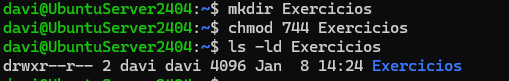 davi@UbuntuServer2404:~$ mkdir Exercicios
davi@UbuntuServer2404:~$ chmod 744 Exercicios
davi@UbuntuServer2404:~$ ls -ld Exercicios
drwxr--r-- 2 davi davi 4096 Jan  8 14:24 Exercicios